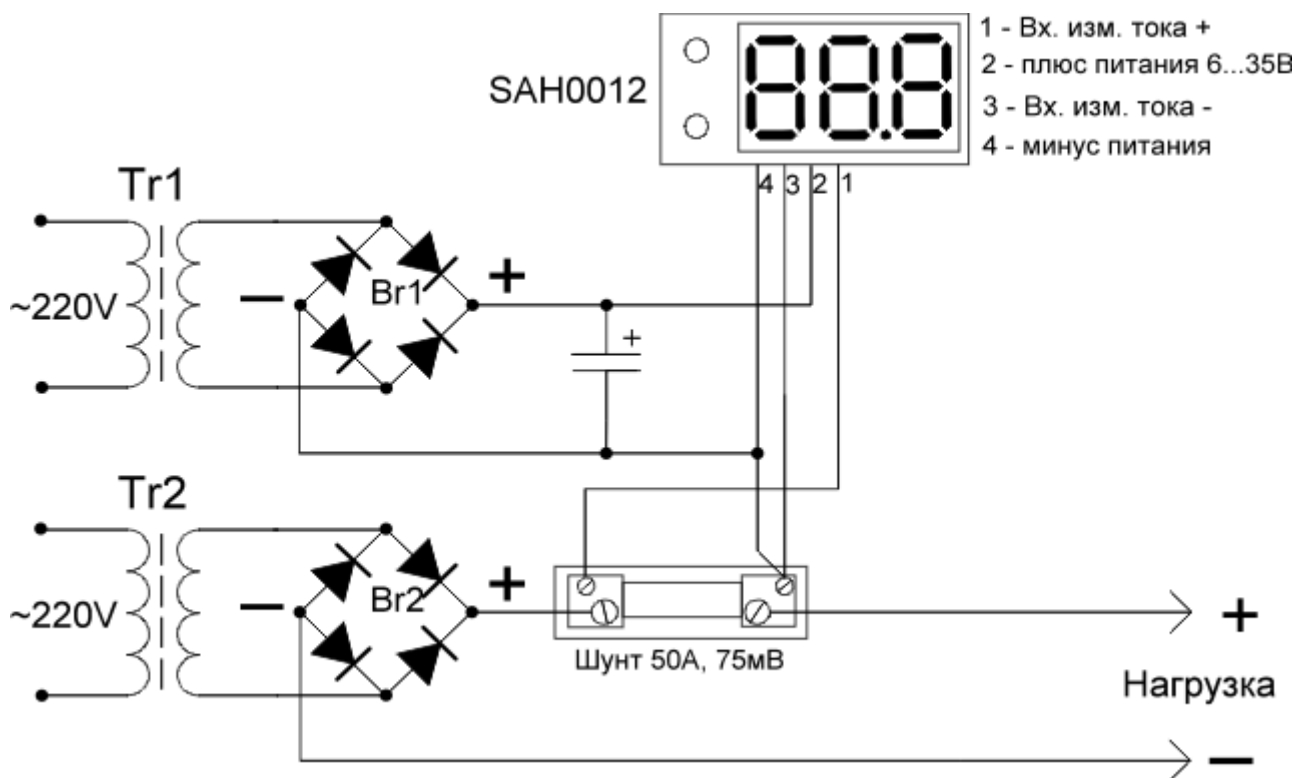 1 - Вх. изм. тока +
SAH0012
2 - плюс питания 6...35В
3 - Вх. изм. тока -
4 - минус питания
4 3 2 1
Tr1
~220V
Br1
+
−
+
Tr2
~220V
Br2
+
−
Шунт 50А, 75мВ
+
Нагрузка
−